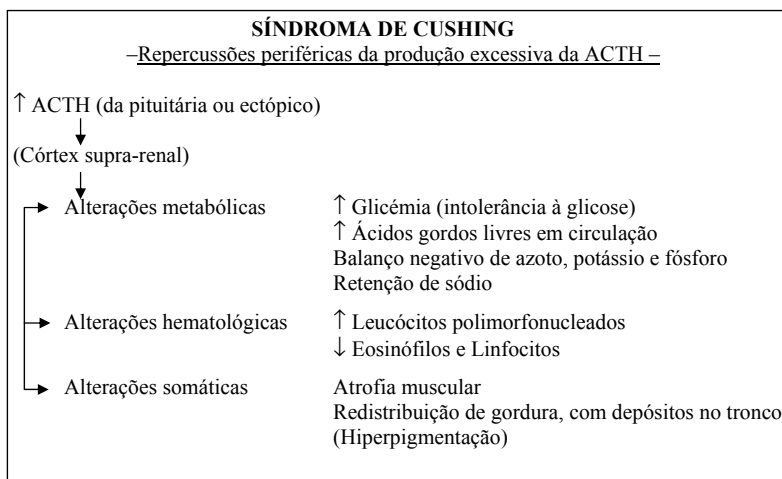 SÍNDROMA DE CUSHING
–Repercussões periféricas da produção excessiva da ACTH –
↑ ACTH (da pituitária ou ectópico)
(Córtex supra-renal)
Alterações metabólicas ↑ Glicémia (intolerância à glicose)
↑ Ácidos gordos livres em circulação
Balanço negativo de azoto, potássio e fósforo
Retenção de sódio
Alterações hematológicas ↑ Leucócitos polimorfonucleados
↓ Eosinófilos e Linfocitos
Alterações somáticas Atrofia muscular
Redistribuição de gordura, com depósitos no tronco
(Hiperpigmentação)